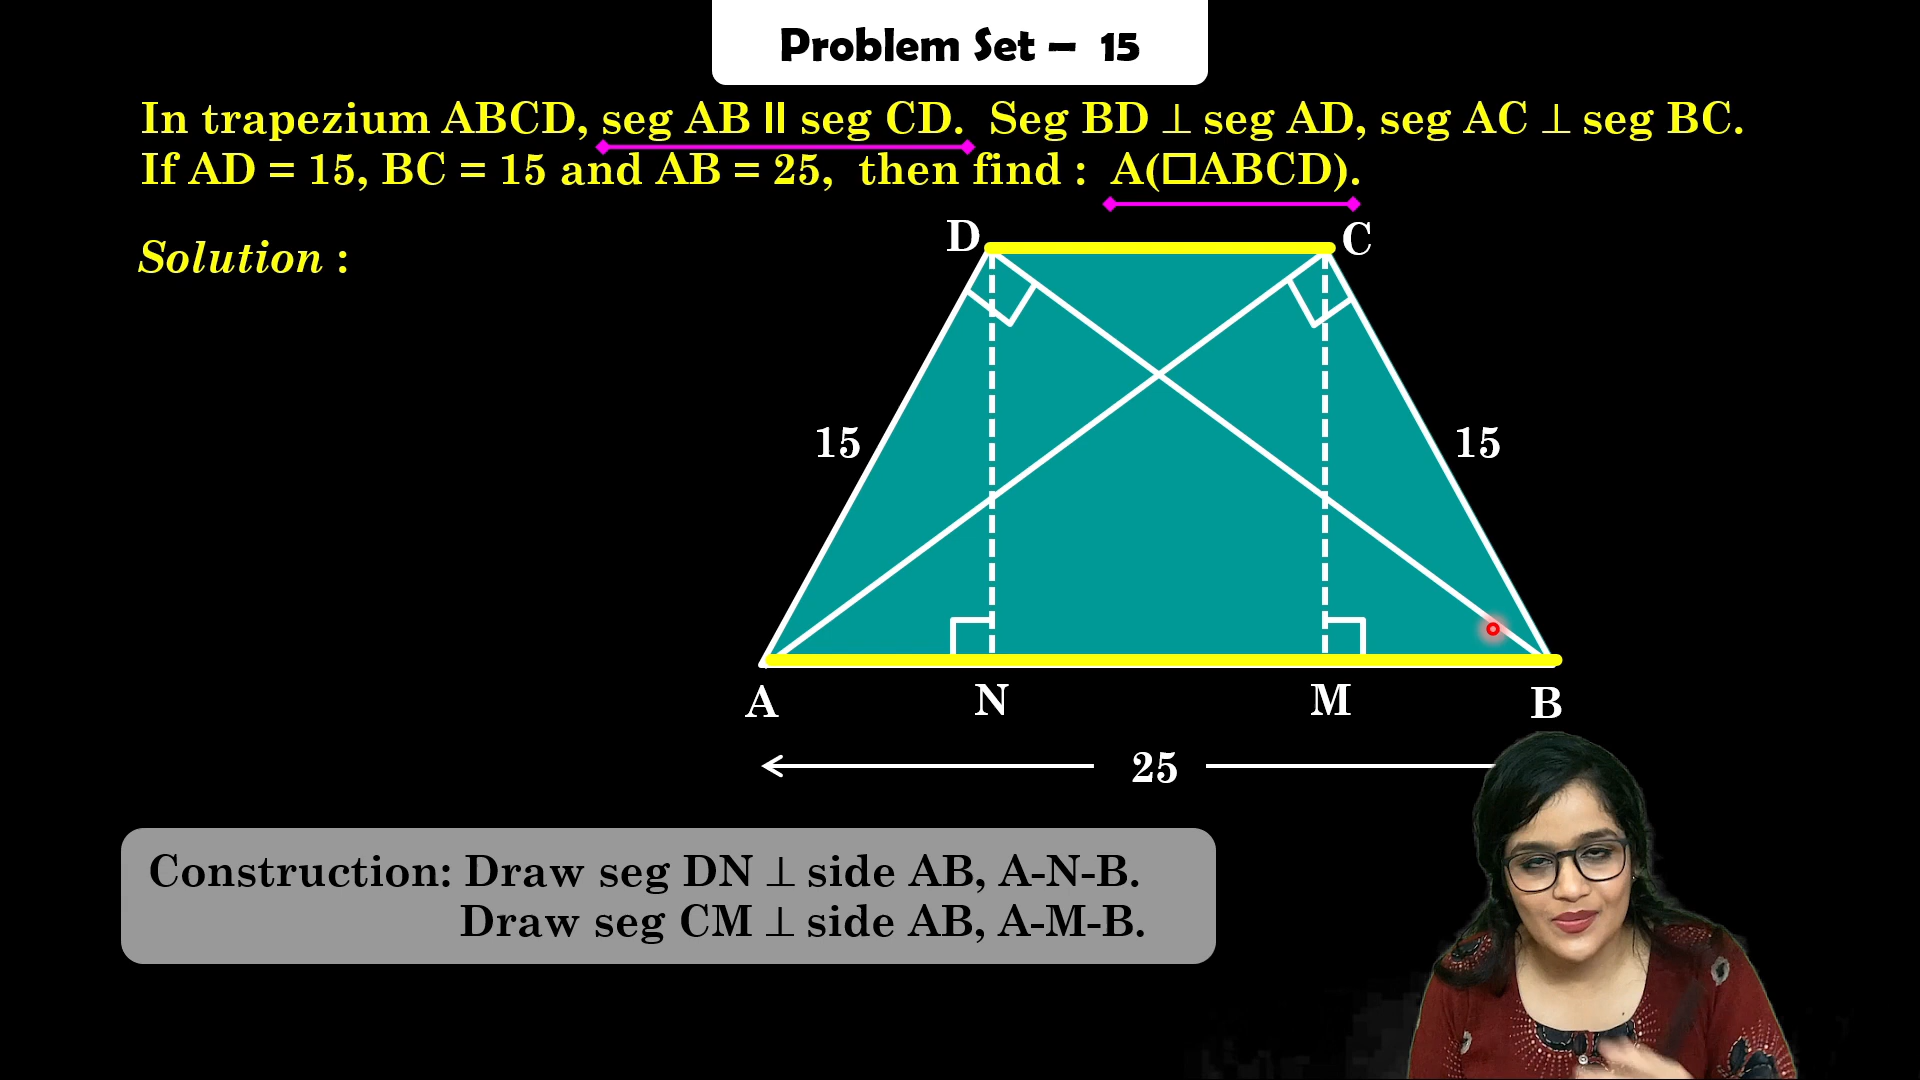 Problem Set – 15
In trapezium ABCD, seg AB || seg CD. Seg BD ⊥ seg AD, seg AC ⊥ seg BC.
If AD = 15, BC = 15 and AB = 25, then find : A(□ABCD).
Solution :
D
C
15
15
A
N
M
B
25
Construction: Draw seg DN ⊥ side AB, A-N-B.
Draw seg CM ⊥ side AB, A-M-B.